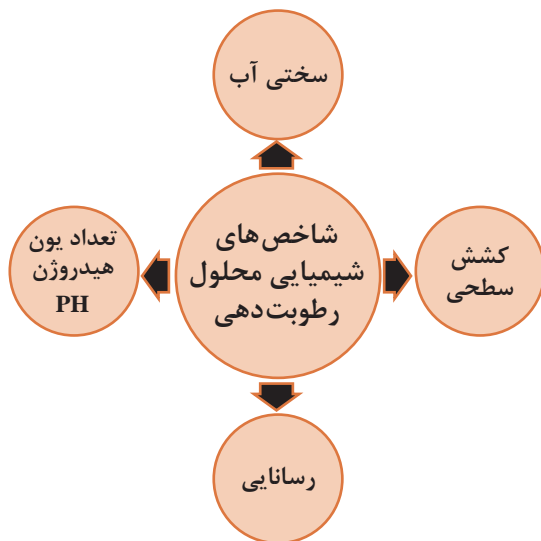 سختی آب
شاخص‌های
شیمیایی محلول
رطوبت‌دهی
کشش
سطحی
تعداد یون
هیدروژن
PH
رسانایی